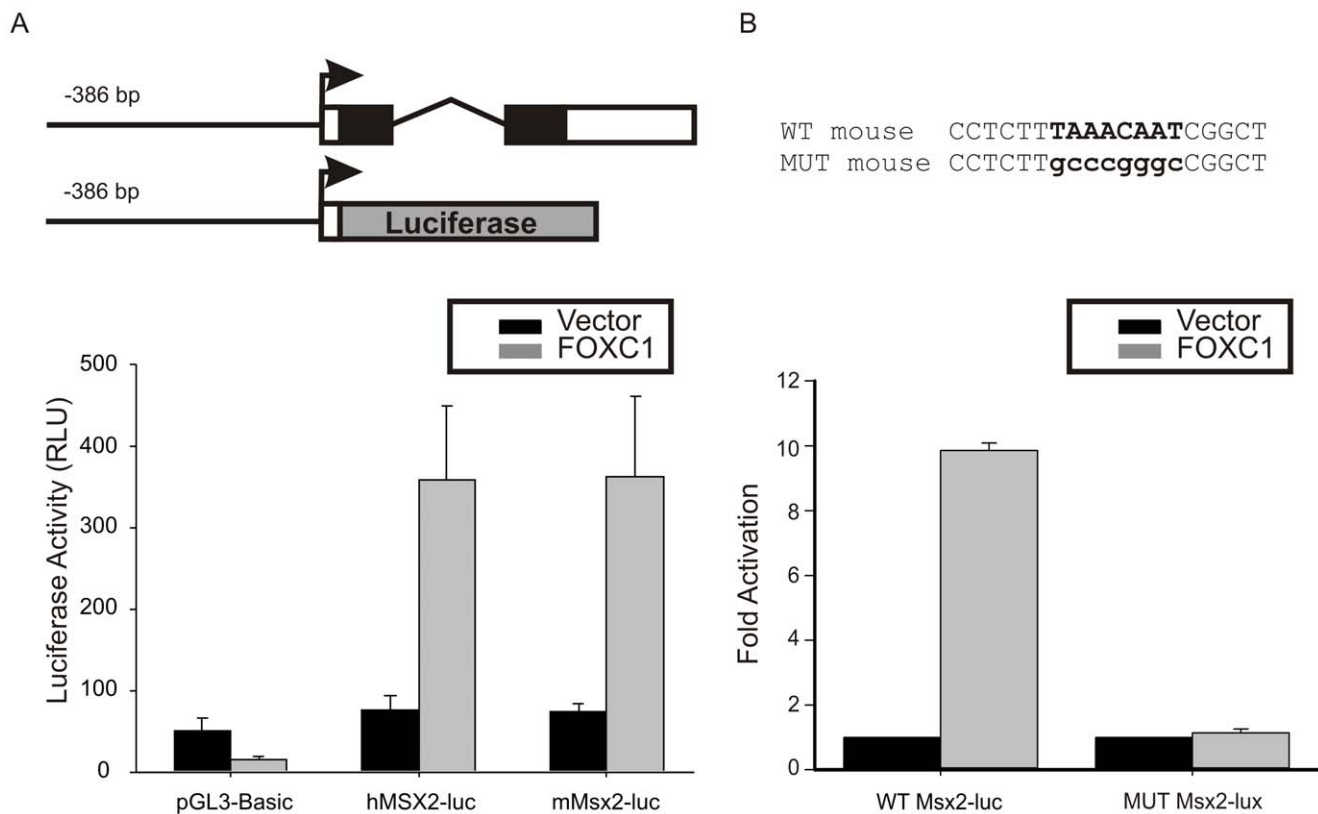 A
-386 bp
-386 bp
Luciferase
Vector
FOXC1
Luciferase Activity (RLU)
500
400
300
200
100
0
pGL3-Basic hMSX2-luc mMsx2-luc
B
WT mouse CCTCTTTAAACAATCGGCT
MUT mouse CCTCTTgcccgggcCGGCT
Vector
FOXC1
Fold Activation
12
10
8
6
4
2
0
WT Msx2-luc MUT Msx2-lux